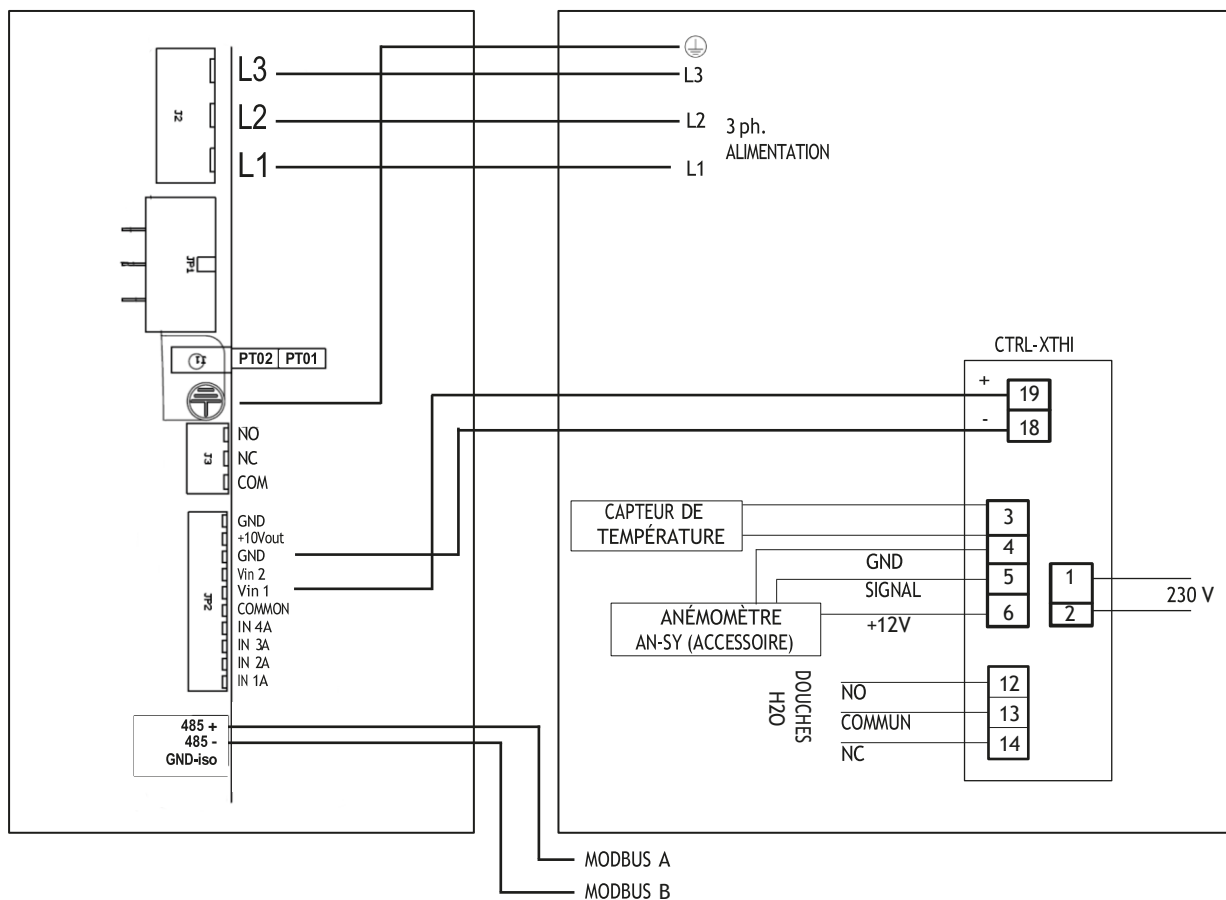 L3
L2
L1
J2
L3
L2
L1
3 ph.
ALIMENTATION
JP1
J1
PT02 PT01
J3
NO
NC
COM
JP2
GND
+10Vout
GND
Vin 2
Vin 1
COMMON
IN 4A
IN 3A
IN 2A
IN 1A
485 +
485 -
GND-iso
CTRL-XTHI
+
19
-
18
CAPTEUR DE
TEMPÉRATURE
3
4
GND
5
SIGNAL
6
+12V
ANÉMOMÈTRE
AN-SY (ACCESSOIRE)
1
2
230 V
DOUCHES
H2O
NO
COMMUN
NC
12
13
14
MODBUS A
MODBUS B